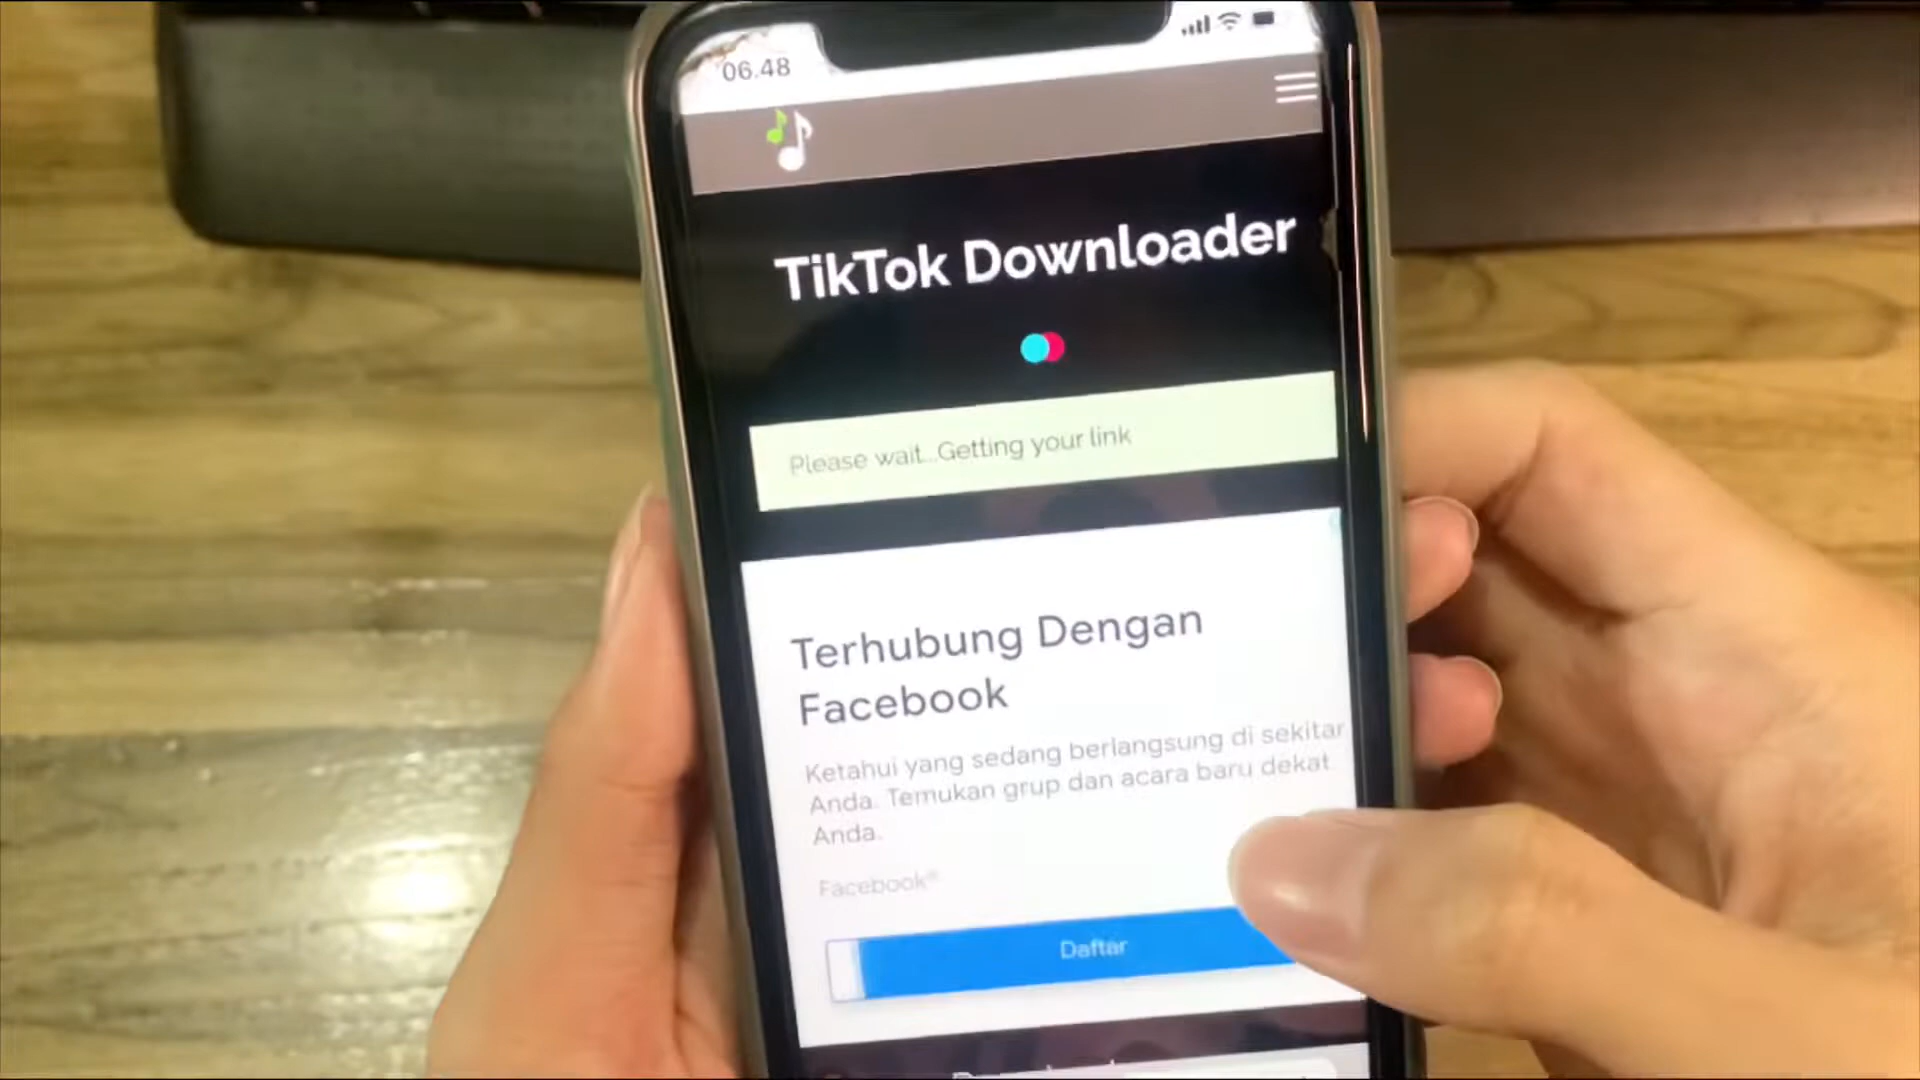 06.48
TikTok Downloader
Please wait...Getting your link
Terhubung Dengan
Facebook
Ketahui yang sedang berlangsung di sekitar
Anda. Temukan grup dan acara baru dekat
Anda.
Facebook®
Daftar